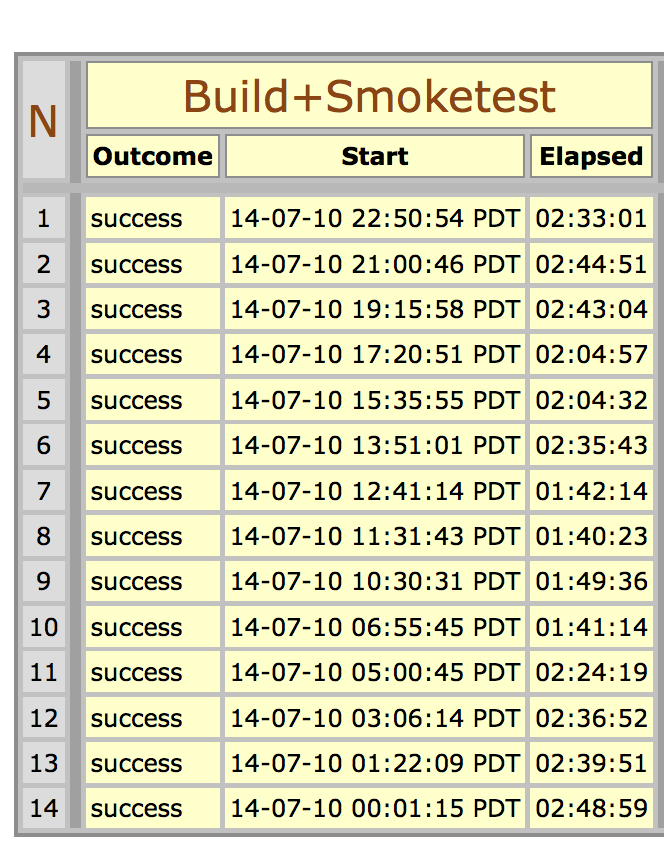 N
Build+Smoketest
Outcome Start Elapsed
1 success 14-07-10 22:50:54 PDT 02:33:01
2 success 14-07-10 21:00:46 PDT 02:44:51
3 success 14-07-10 19:15:58 PDT 02:43:04
4 success 14-07-10 17:20:51 PDT 02:04:57
5 success 14-07-10 15:35:55 PDT 02:04:32
6 success 14-07-10 13:51:01 PDT 02:35:43
7 success 14-07-10 12:41:14 PDT 01:42:14
8 success 14-07-10 11:31:43 PDT 01:40:23
9 success 14-07-10 10:30:31 PDT 01:49:36
10 success 14-07-10 06:55:45 PDT 01:41:14
11 success 14-07-10 05:00:45 PDT 02:24:19
12 success 14-07-10 03:06:14 PDT 02:36:52
13 success 14-07-10 01:22:09 PDT 02:39:51
14 success 14-07-10 00:01:15 PDT 02:48:59